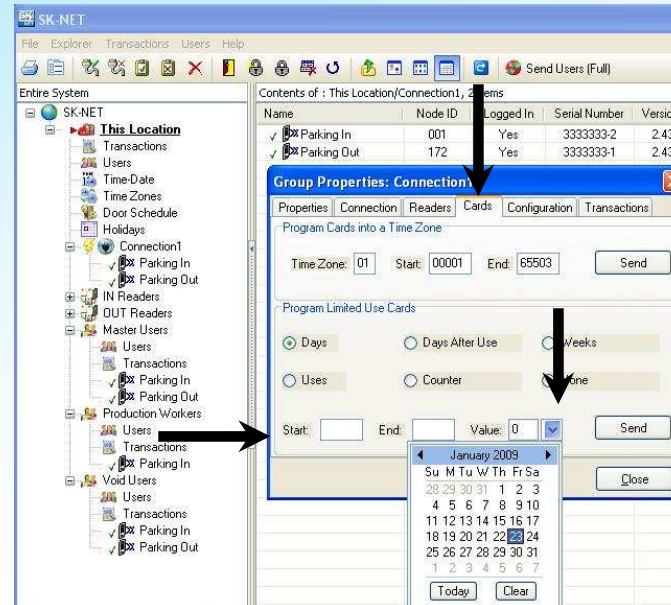 SK-NET
File Explorer Transactions Users Help
Send Users (Full)
Entire System
SK-NET
This Location
Transactions
Users
Time-Date
Time Zones
Door Schedule
Holidays
Connection1
Parking In
Parking Out
IN Readers
OUT Readers
Master Users
Users
Transactions
Parking In
Parking Out
Production Workers
Users
Transactions
Parking In
Void Users
Users
Transactions
Parking In
Parking Out
Contents of : This Location/Connection1, 2
Name Node ID Logged In Serial Number
Parking In 001 Yes 3333333-2 2.43
Parking Out 172 Yes 3333333-1 2.43
Group Properties: Connection1
Properties Connection Readers Cards Configuration Transactions
Program Cards into a Time Zone
Time Zone: 01 Start: 00001 End: 65503 Send
Program Limited Use Cards
Days Days After Use Weeks
Uses Counter
Start: End: Value: 0 Send
Close
January 2009
Su M Tu W Th Fr Sa
28 29 30 31 1 2 3
4 5 6 7 8 9 10
11 12 13 14 15 16 17
18 19 20 21 22 23 24
25 26 27 28 29 30 31
1 2 3 4 5 6 7
Today Clear